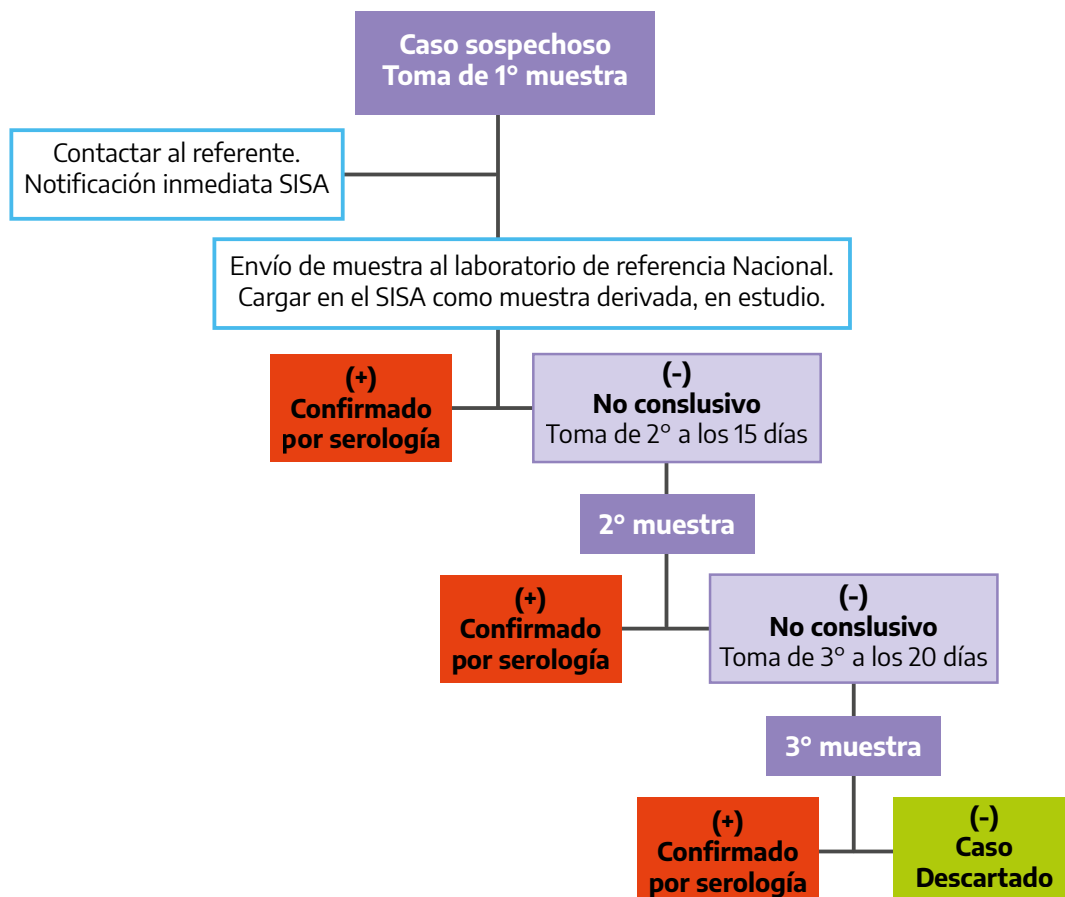 Caso sospechoso
Toma de 1° muestra
Contactar al referente.
Notificación inmediata SISA
Envío de muestra al laboratorio de referencia Nacional.
Cargar en el SISA como muestra derivada, en estudio.
(+)
Confirmado
por serología
(-)
No conslusivo
Toma de 2° a los 15 días
2° muestra
(+)
Confirmado
por serología
(-)
No conslusivo
Toma de 3° a los 20 días
3° muestra
(+)
Confirmado
por serología
(-)
Caso
Descartado